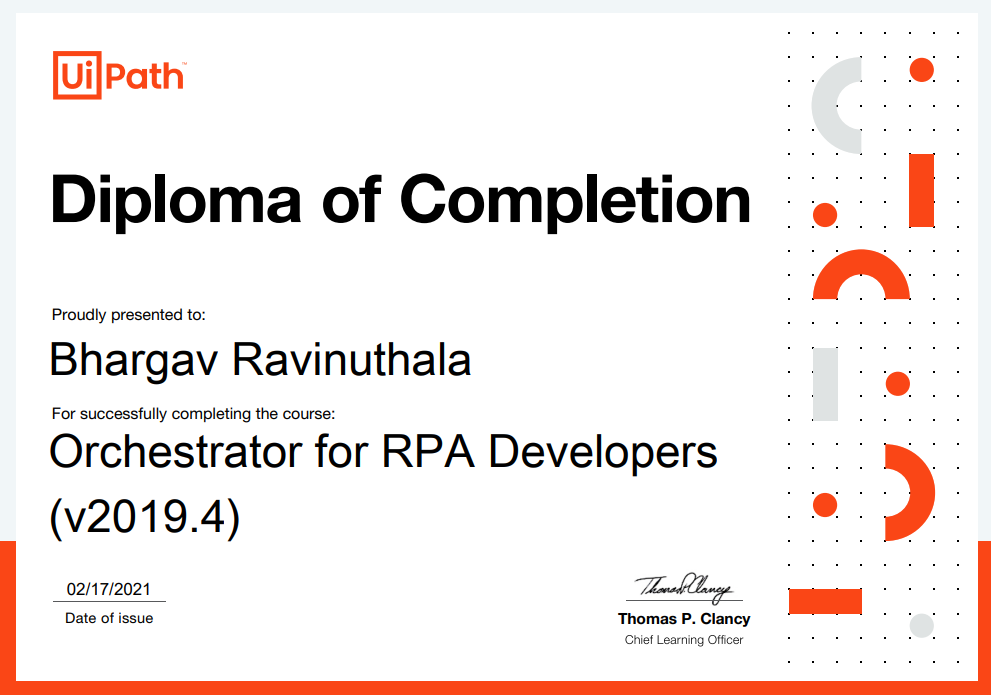 UiPath™
Diploma of Completion
Proudly presented to:
Bhargav Ravinuthala
For successfully completing the course:
Orchestrator for RPA Developers
(v2019.4)
02/17/2021
Date of issue
Thomas P. Clancy
Thomas P. Clancy
Chief Learning Officer